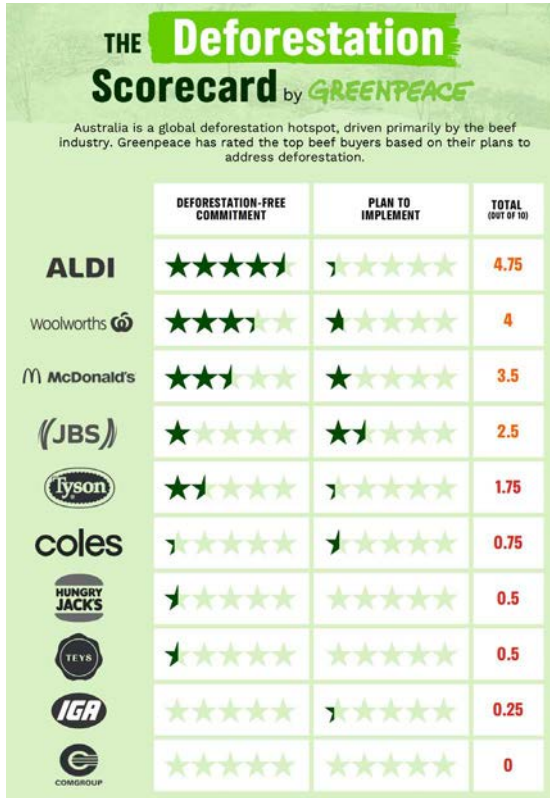 THE Deforestation
Scorecard by GREENPEACE
Australia is a global deforestation hotspot, driven primarily by the beef
industry. Greenpeace has rated the top beef buyers based on their plans to
address deforestation.
DEFORESTATION-FREE
COMMITMENT
PLAN TO
IMPLEMENT
TOTAL
(OUT OF 10)
ALDI 4.75
woolworths 4
McDonald's 3.5
JBS 2.5
Tyson 1.75
coles 0.75
HUNGRY
JACK'S 0.5
TEYS 0.5
IGA 0.25
COMGROUP 0